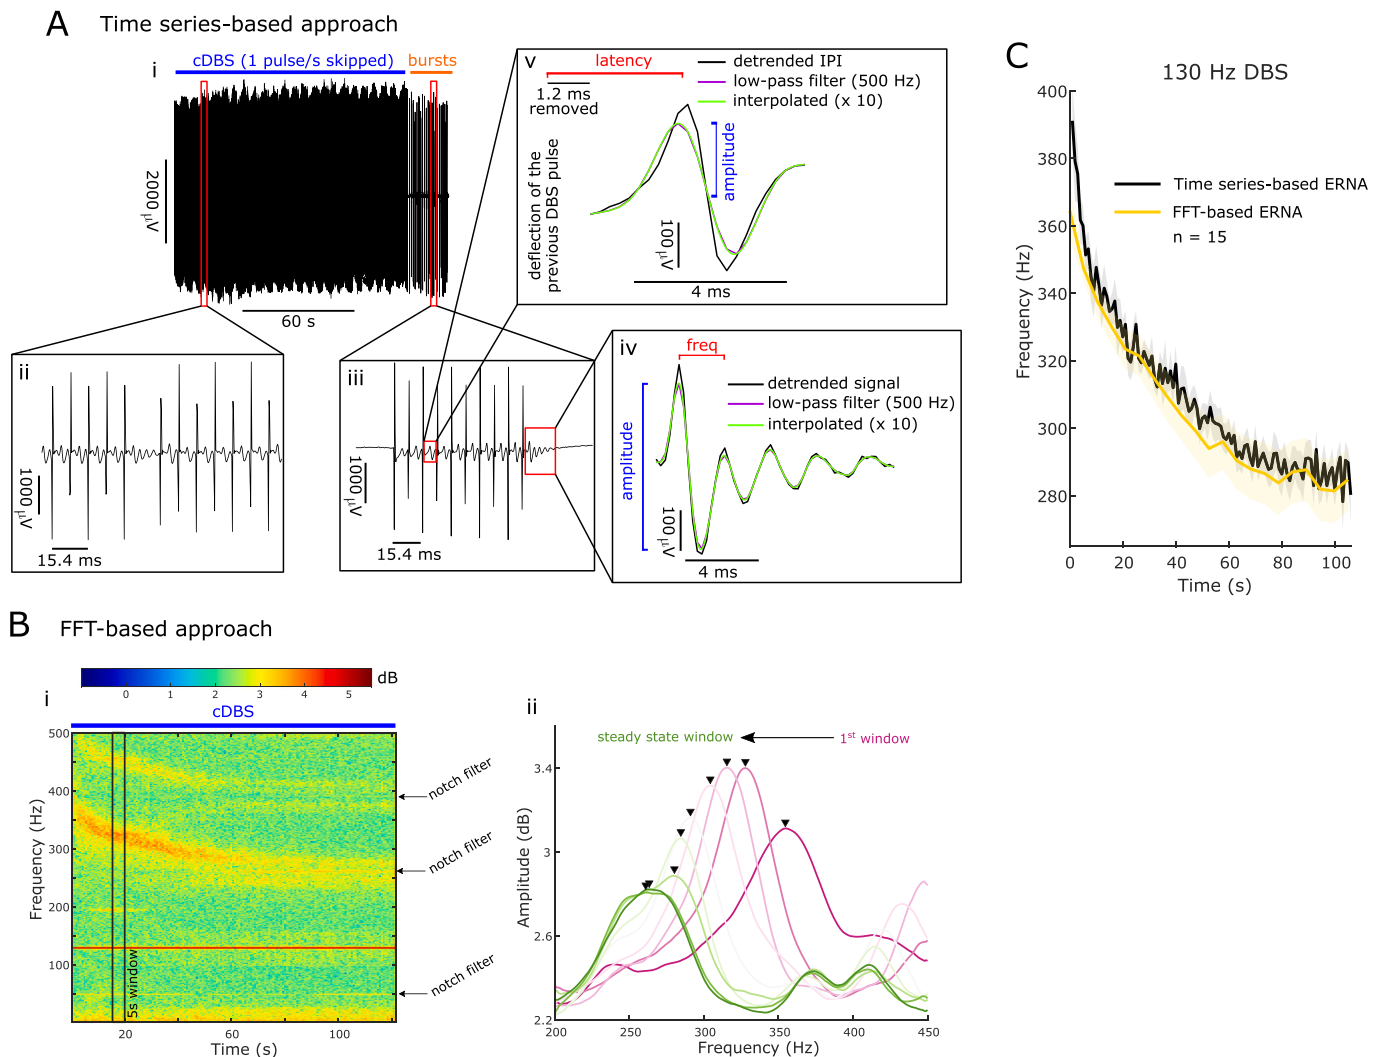 A Time series-based approach
i
cDBS (1 pulse/s skipped)
bursts
2000 µV
60 s
ii
1000 µV
15.4 ms
iii
1000 µV
15.4 ms
v
latency
1.2 ms
removed
deflection of the
previous DBS pulse
detrended IPI
low-pass filter (500 Hz)
interpolated (x 10)
amplitude
100 µV
4 ms
iv
freq
detrended signal
low-pass filter (500 Hz)
interpolated (x 10)
amplitude
100 µV
4 ms
B FFT-based approach
dB
0 1 2 3 4 5
i
cDBS
500
400
300
200
100
Frequency (Hz)
5s window
20 60 100
Time (s)
notch filter
notch filter
notch filter
ii
steady state window
1st window
3.4
3
2.6
2.2
Amplitude (dB)
200 250 300 350 400 450
Frequency (Hz)
C
130 Hz DBS
400
380
360
340
320
300
280
Frequency (Hz)
Time series-based ERNA
FFT-based ERNA
n = 15
0 20 40 60 80 100
Time (s)